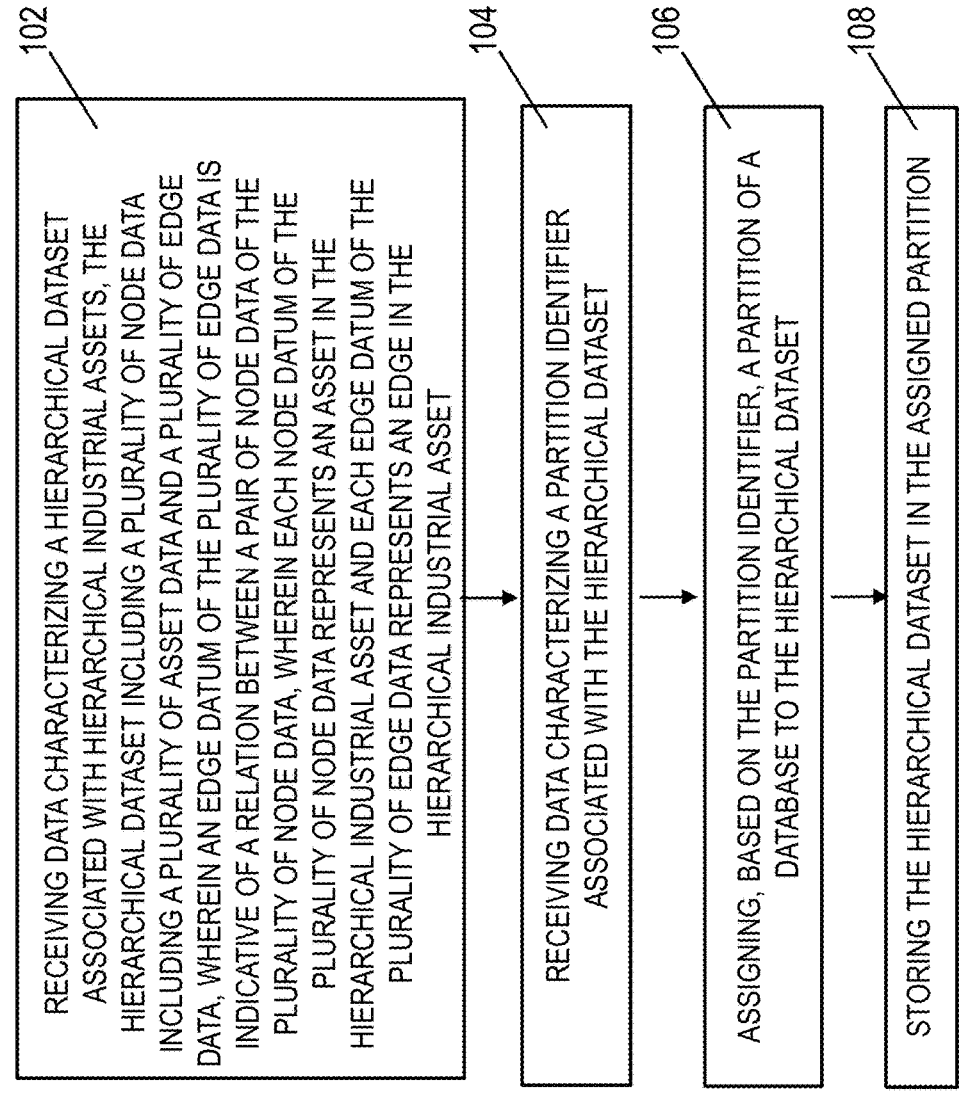 102
RECEIVING DATA CHARACTERIZING A HIERARCHICAL DATASET
ASSOCIATED WITH HIERARCHICAL INDUSTRIAL ASSETS, THE
HIERARCHICAL DATASET INCLUDING A PLURALITY OF NODE DATA
INCLUDING A PLURALITY OF ASSET DATA AND A PLURALITY OF EDGE
DATA, WHEREIN AN EDGE DATUM OF THE PLURALITY OF EDGE DATA IS
INDICATIVE OF A RELATION BETWEEN A PAIR OF NODE DATA OF THE
PLURALITY OF NODE DATA, WHEREIN EACH NODE DATUM OF THE
PLURALITY OF NODE DATA REPRESENTS AN ASSET IN THE
HIERARCHICAL INDUSTRIAL ASSET AND EACH EDGE DATUM OF THE
PLURALITY OF EDGE DATA REPRESENTS AN EDGE IN THE
HIERARCHICAL INDUSTRIAL ASSET
104
RECEIVING DATA CHARACTERIZING A PARTITION IDENTIFIER
ASSOCIATED WITH THE HIERARCHICAL DATASET
106
ASSIGNING, BASED ON THE PARTITION IDENTIFIER, A PARTITION OF A
DATABASE TO THE HIERARCHICAL DATASET
108
STORING THE HIERARCHICAL DATASET IN THE ASSIGNED PARTITION